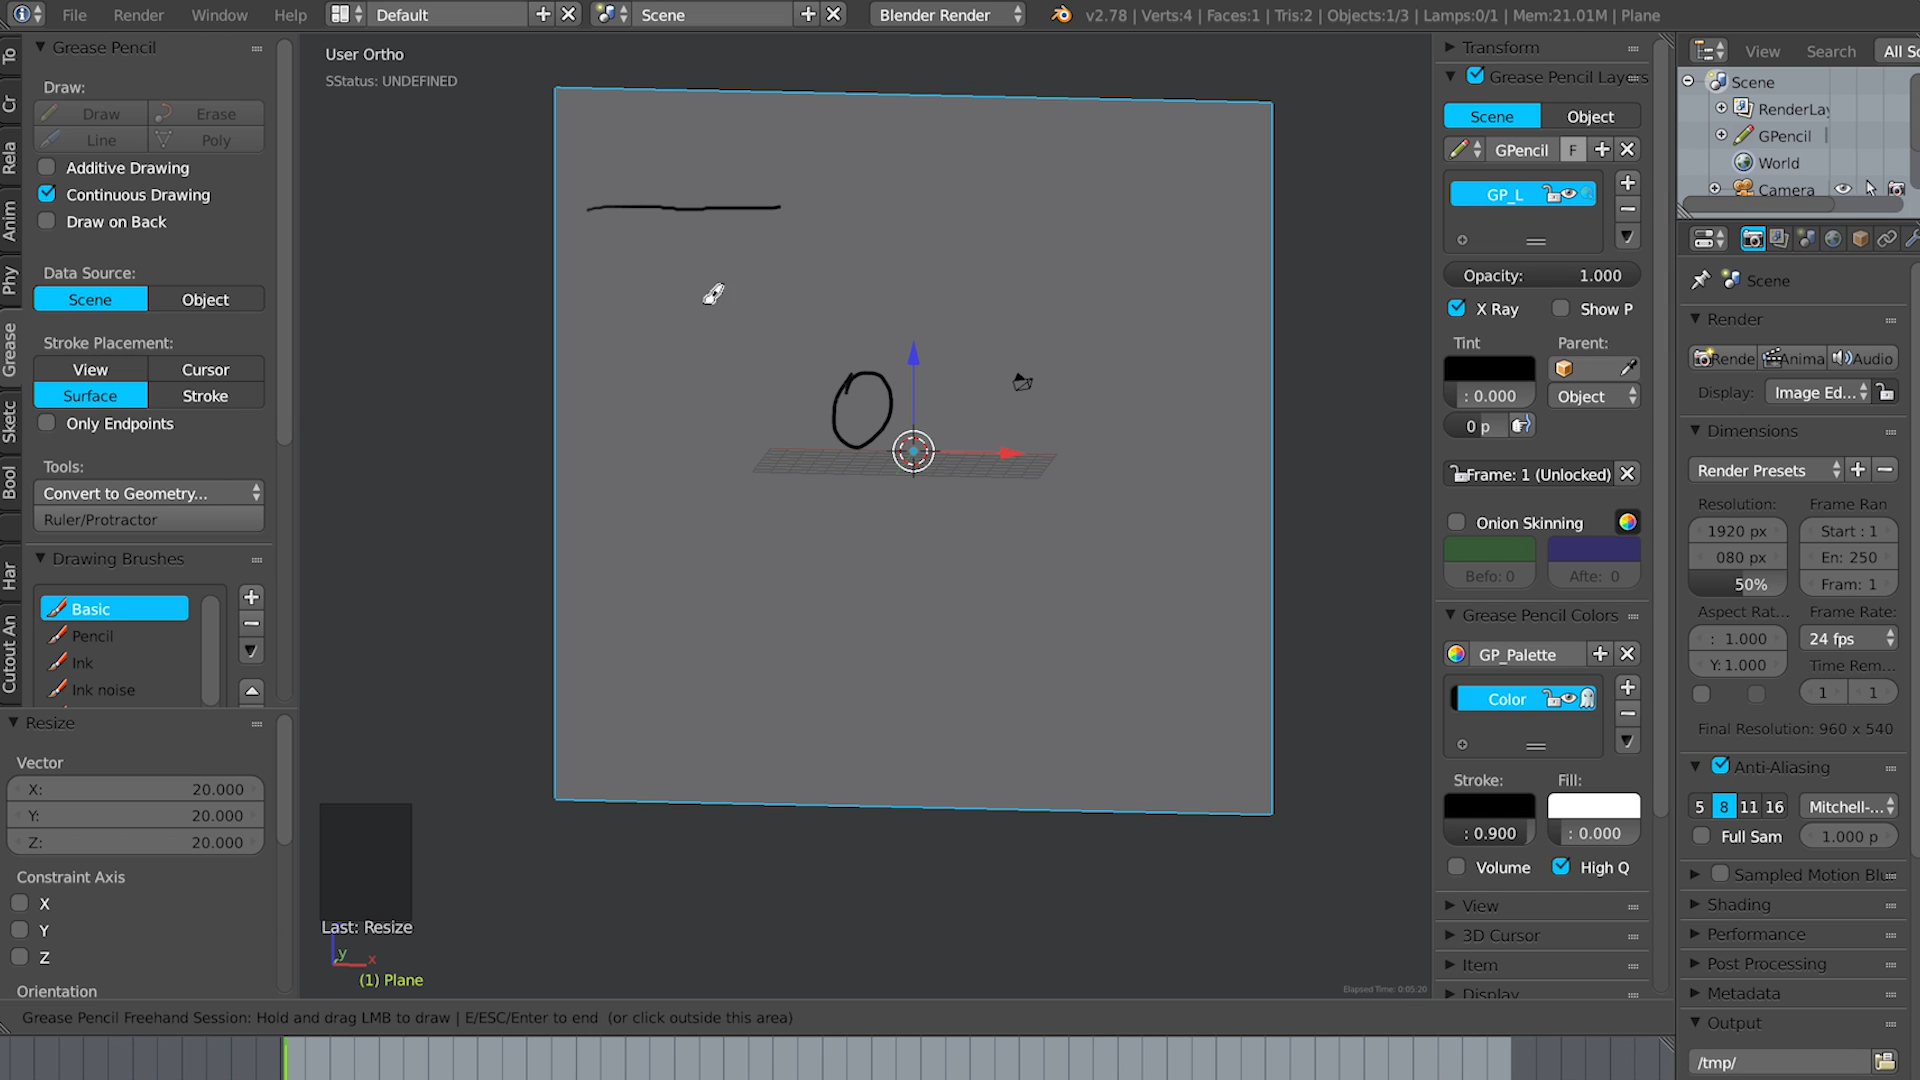 File Render Window Help Default Scene Blender Render v2.78 | Verts:4 | Faces:1 | Tris:2 | Objects:1/3 | Lamps:0/1 | Mem:21.01M | Plane
To
Cr
Rela
Anim
Phy
Grease
Sketc
Bool
Har
Cutout An
Grease Pencil
Draw:
Draw Erase
Line Poly
Additive Drawing
Continuous Drawing
Draw on Back
Data Source:
Scene Object
Stroke Placement:
View Cursor
Surface Stroke
Only Endpoints
Tools:
Convert to Geometry...
Ruler/Protractor
Drawing Brushes
Basic
Pencil
Ink
Ink noise
Resize
Vector
X: 20.000
Y: 20.000
Z: 20.000
Constraint Axis
X
Y
Z
Orientation
User Ortho
SStatus: UNDEFINED
Last: Resize
y x
(1) Plane
Elapsed Time: 0:05:20
Grease Pencil Freehand Session: Hold and drag LMB to draw | E/ESC/Enter to end (or click outside this area)
Transform
Grease Pencil Layers
Scene Object
GPencil F
GP_L
Opacity: 1.000
X Ray Show P
Tint Parent:
: 0.000 Object
0 p
Frame: 1 (Unlocked)
Onion Skinning
Befo: 0 Afte: 0
Grease Pencil Colors
GP_Palette
Color
Stroke: Fill:
: 0.900 : 0.000
Volume High Q
View
3D Cursor
Item
Display
View Search All Sc
Scene
RenderLay
GPencil
World
Camera
Scene
Render
Rende Anima Audio
Display: Image Ed...
Dimensions
Render Presets
Resolution: Frame Ran
1920 px Start : 1
080 px En: 250
50% Fram: 1
Aspect Rat... Frame Rate:
: 1.000 24 fps
Y: 1.000 Time Rem...
1 1
Final Resolution: 960 x 540
Anti-Aliasing
5 8 11 16 Mitchell-...
Full Sam 1.000 p
Sampled Motion Blu
Shading
Performance
Post Processing
Metadata
Output
/tmp/